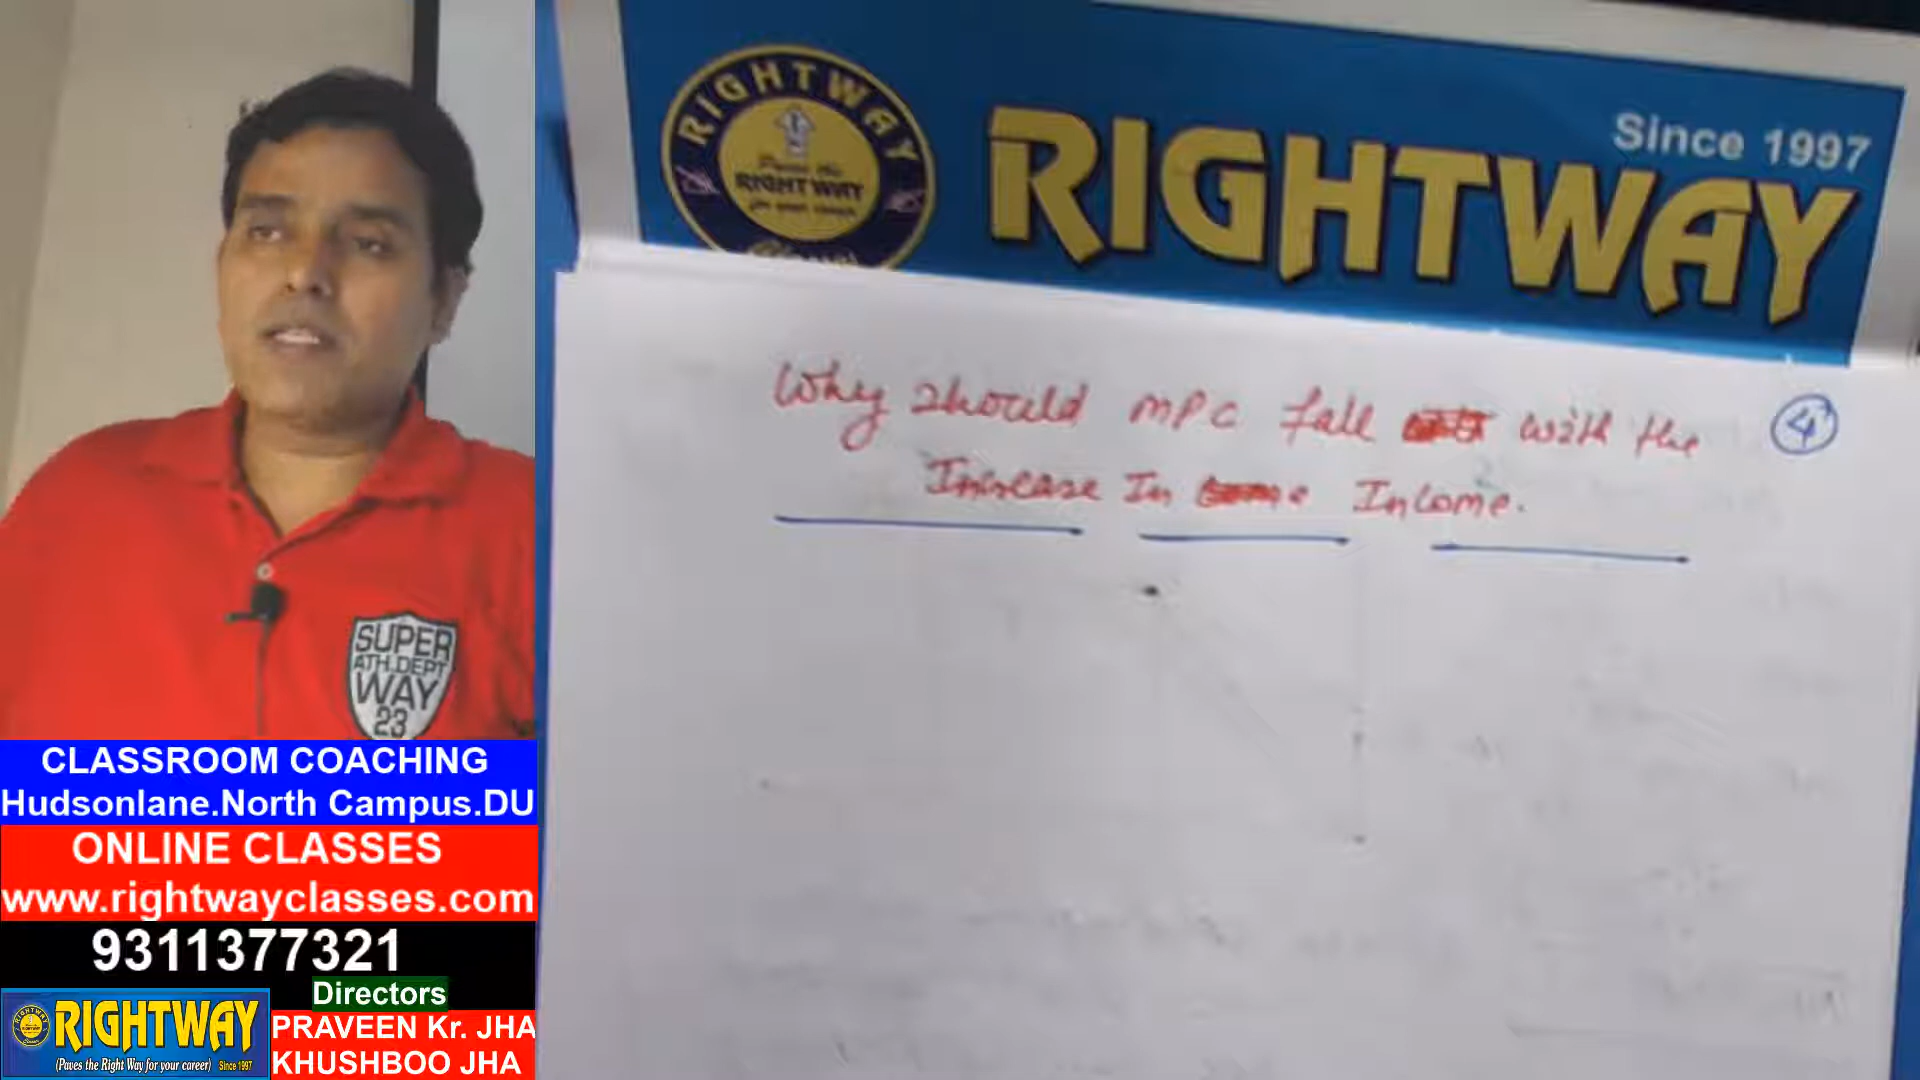 RIGHTWAY
RIGHT WAY
Since 1997
RIGHTWAY
Why should MPC fall with the
Increase In Income.
4
SUPER
ATH.DEPT
WAY
23
CLASSROOM COACHING
Hudsonlane.North Campus.DU
ONLINE CLASSES
www.rightwayclasses.com
9311377321
Directors
PRAVEEN Kr. JHA
KHUSHBOO JHA
RIGHTWAY
(Paves the Right Way for your career)
Since 1997